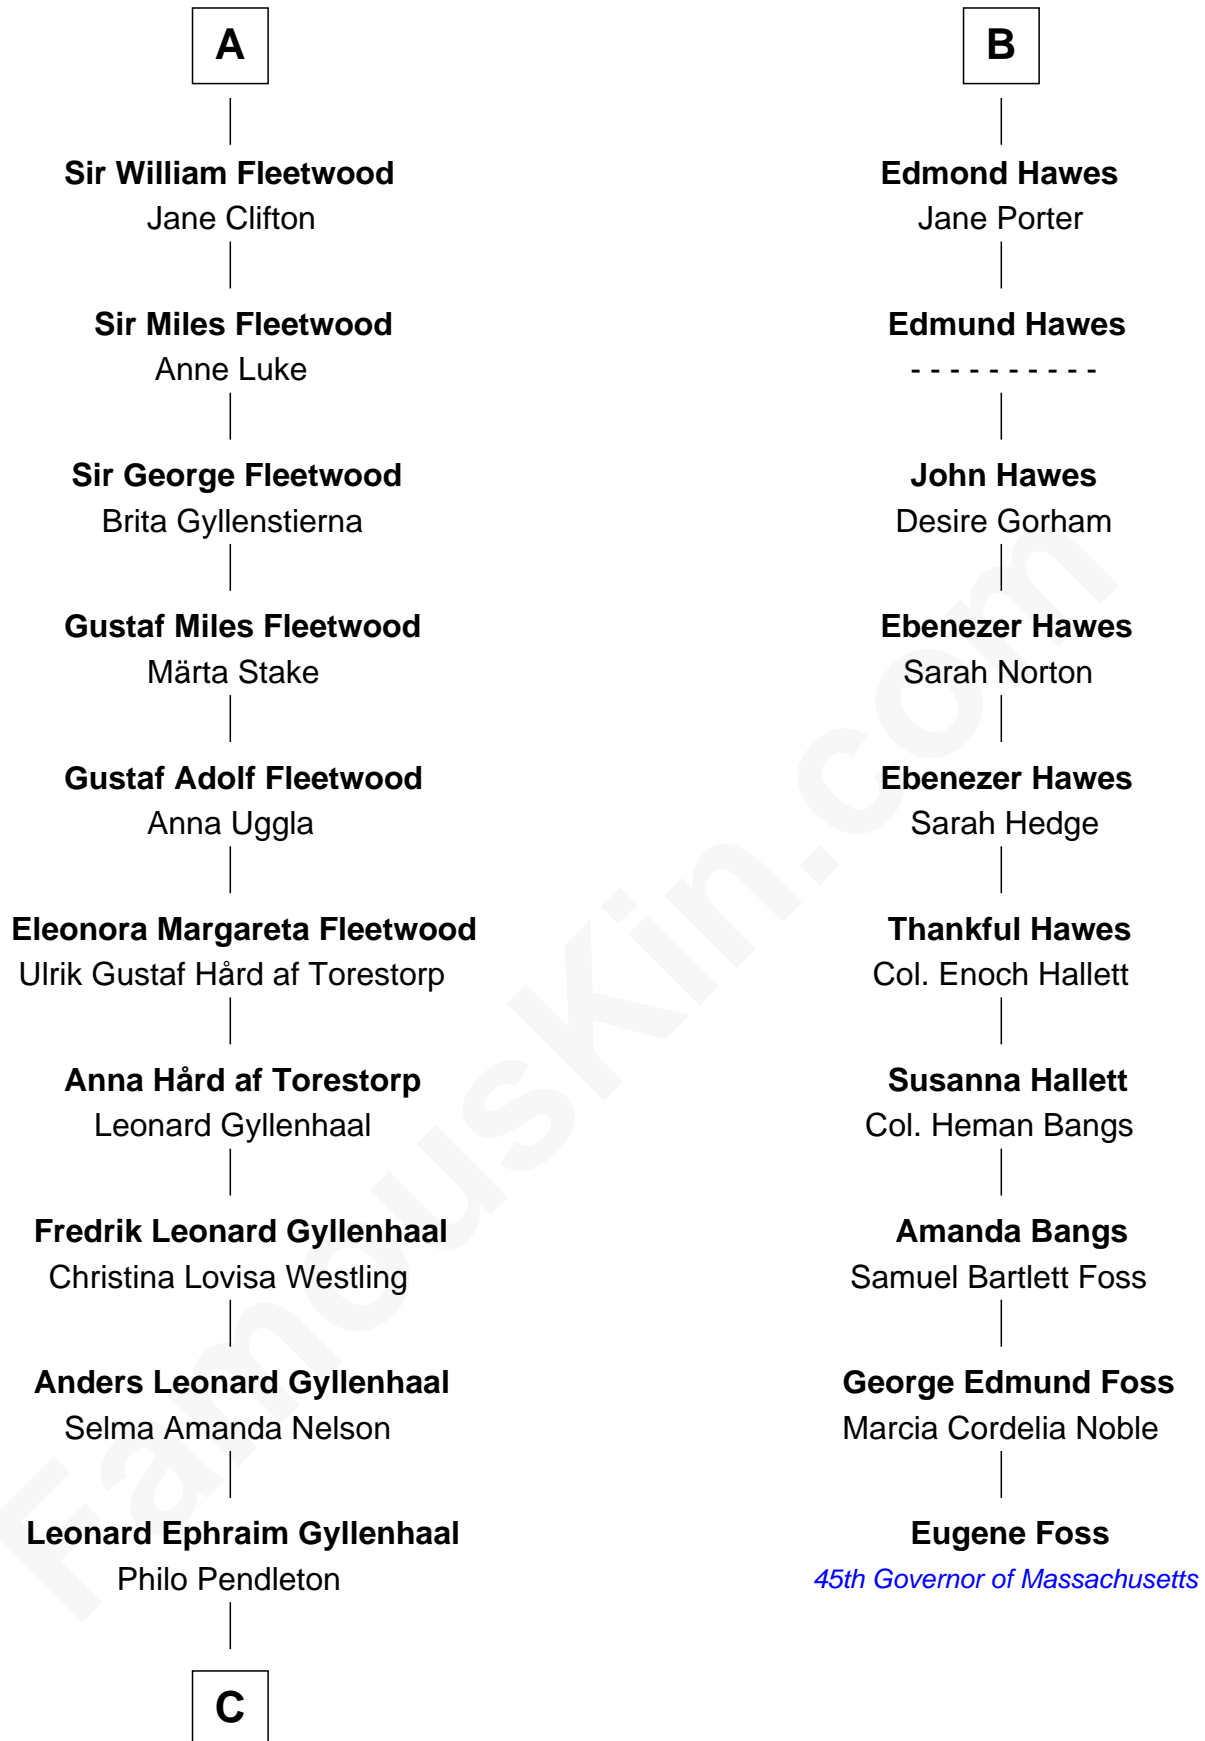 A
Sir William Fleetwood
Jane Clifton
Sir Miles Fleetwood
Anne Luke
Sir George Fleetwood
Brita Gyllenstierna
Gustaf Miles Fleetwood
Märta Stake
Gustaf Adolf Fleetwood
Anna Uggla
Eleonora Margareta Fleetwood
Ulrik Gustaf Hård af Torestorp
Anna Hård af Torestorp
Leonard Gyllenhaal
Fredrik Leonard Gyllenhaal
Christina Lovisa Westling
Anders Leonard Gyllenhaal
Selma Amanda Nelson
Leonard Ephraim Gyllenhaal
Philo Pendleton
C
B
Edmond Hawes
Jane Porter
Edmund Hawes
- - - - - - - - - -
John Hawes
Desire Gorham
Ebenezer Hawes
Sarah Norton
Ebenezer Hawes
Sarah Hedge
Thankful Hawes
Col. Enoch Hallett
Susanna Hallett
Col. Heman Bangs
Amanda Bangs
Samuel Bartlett Foss
George Edmund Foss
Marcia Cordelia Noble
Eugene Foss
45th Governor of Massachusetts
FamousKin.com